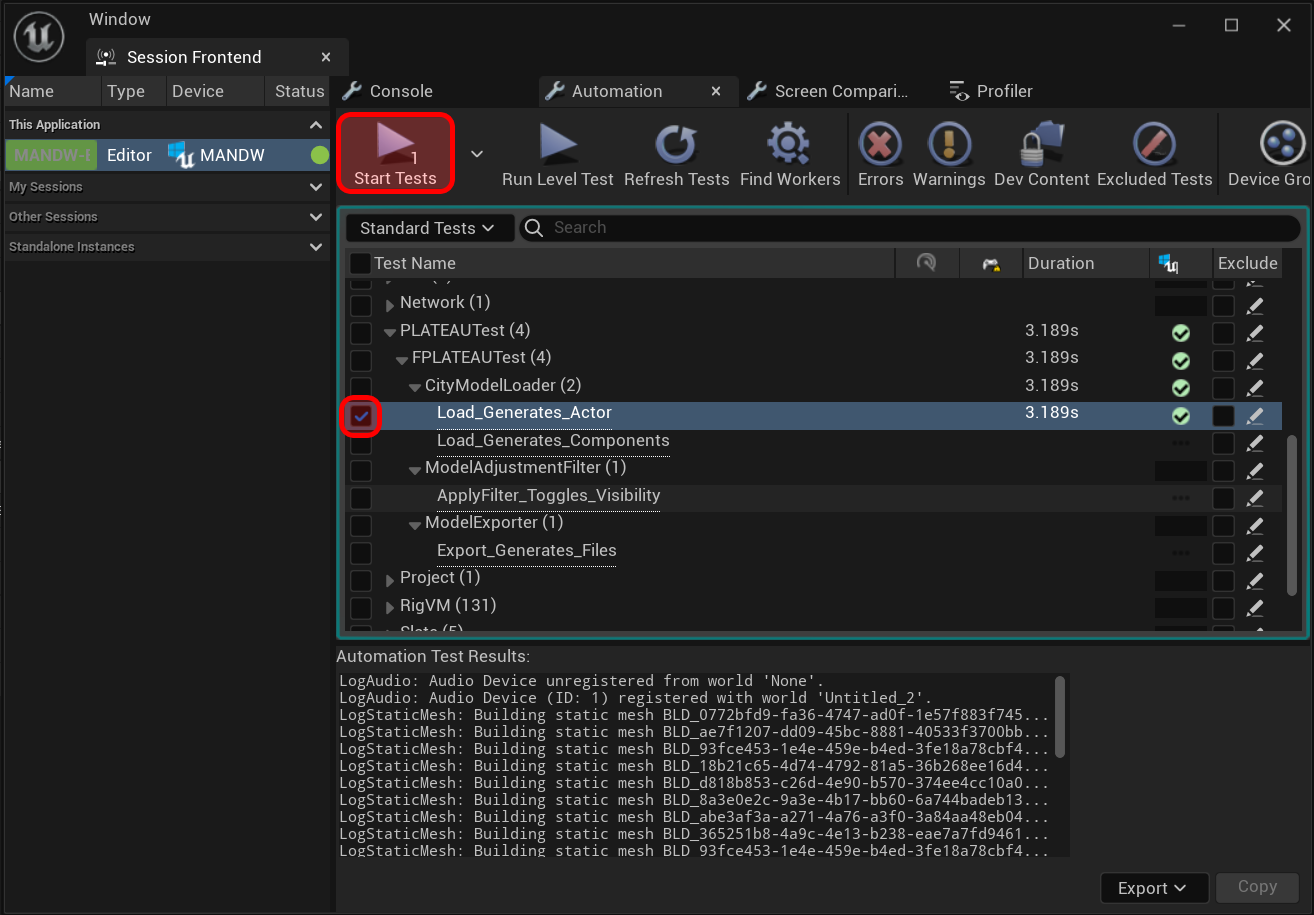 Window
Session Frontend
Name Type Device Status
Console Automation Screen Compari... Profiler
This Application
MANDW-E Editor MANDW
My Sessions
Other Sessions
Standalone Instances
1
Start Tests Run Level Test Refresh Tests Find Workers Errors Warnings Dev Content Excluded Tests Device Gro
Standard Tests Search
Test Name Duration Exclude
Network (1)
PLATEAUTest (4) 3.189s
FPLATEAUTest (4) 3.189s
CityModelLoader (2) 3.189s
Load_Generates_Actor 3.189s
Load_Generates_Components
ModelAdjustmentFilter (1)
ApplyFilter_Toggles_Visibility
ModelExporter (1)
Export_Generates_Files
Project (1)
RigVM (131)
Slate (5)
Automation Test Results:
LogAudio: Audio Device unregistered from world 'None'.
LogAudio: Audio Device (ID: 1) registered with world 'Untitled_2'.
LogStaticMesh: Building static mesh BLD_0772bfd9-fa36-4747-ad0f-1e57f883f745...
LogStaticMesh: Building static mesh BLD_ae7f1207-dd09-45bc-8881-40533f3700bb...
LogStaticMesh: Building static mesh BLD_93fce453-1e4e-459e-b4ed-3fe18a78cbf4...
LogStaticMesh: Building static mesh BLD_18b21c65-4d74-4792-81a5-36b268ee16d4...
LogStaticMesh: Building static mesh BLD_d818b853-c26d-4e90-b570-374ee4cc10a0...
LogStaticMesh: Building static mesh BLD_8a3e0e2c-9a3e-4b17-bb60-6a744badeb13...
LogStaticMesh: Building static mesh BLD_abe3af3a-a271-4a76-a3f0-3a84aa48eb04...
LogStaticMesh: Building static mesh BLD_365251b8-4a9c-4e13-b238-eae7a7fd9461...
LogStaticMesh: Building static mesh BLD_93fce453-1e4e-459e-b4ed-3fe18a78cbf4...
Export Copy